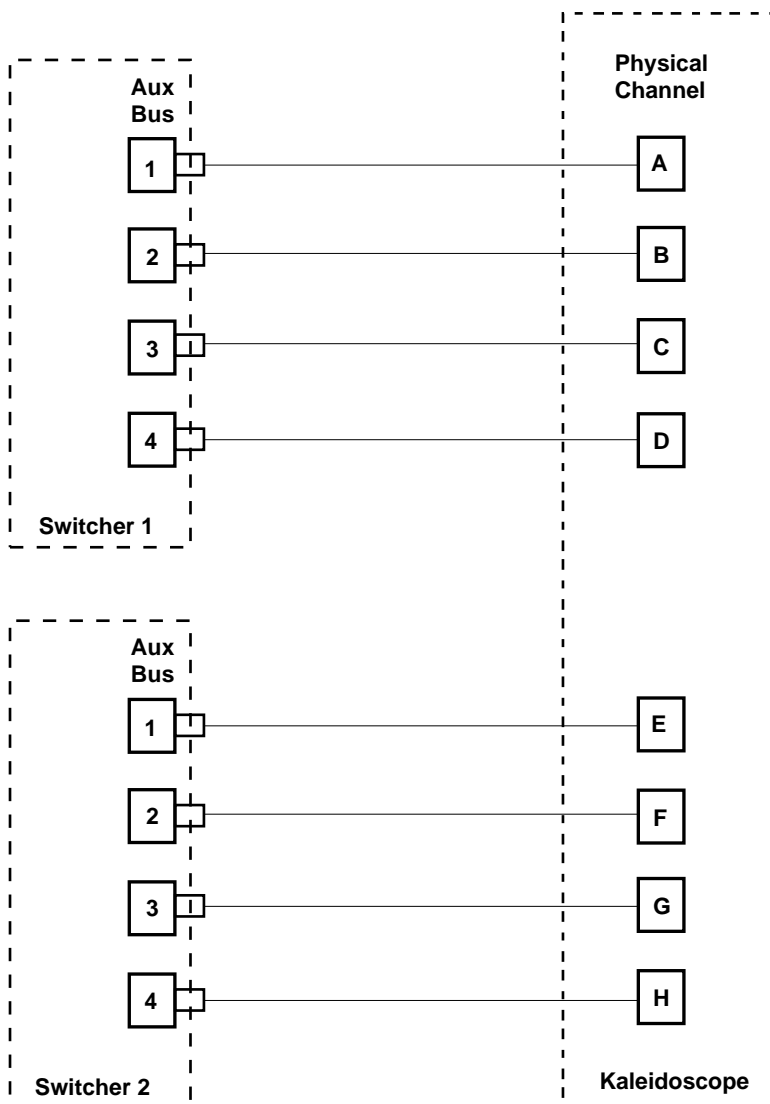 Physical
Channel
Aux
Bus
1
A
2
B
3
C
4
D
Switcher 1
Aux
Bus
1
E
2
F
3
G
4
H
Switcher 2
Kaleidoscope